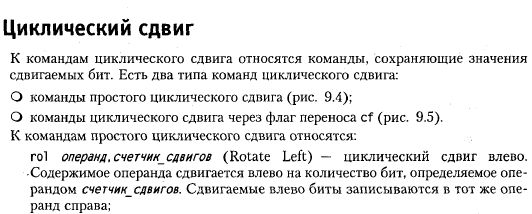 Циклический сдвиг
К командам циклического сдвига относятся команды, сохраняющие значения
сдвигаемых бит. Есть два типа команд циклического сдвига:
О команды простого циклического сдвига (рис. 9.4);
О команды циклического сдвига через флаг переноса cf (рис. 9.5).
К командам простого циклического сдвига относятся:
rol операнд,счетчик_сдвигов (Rotate Left) — циклический сдвиг влево.
Содержимое операнда сдвигается влево на количество бит, определяемое опе-
рандом счетчик_сдвигов. Сдвигаемые влево биты записываются в тот же опе-
ранд справа;